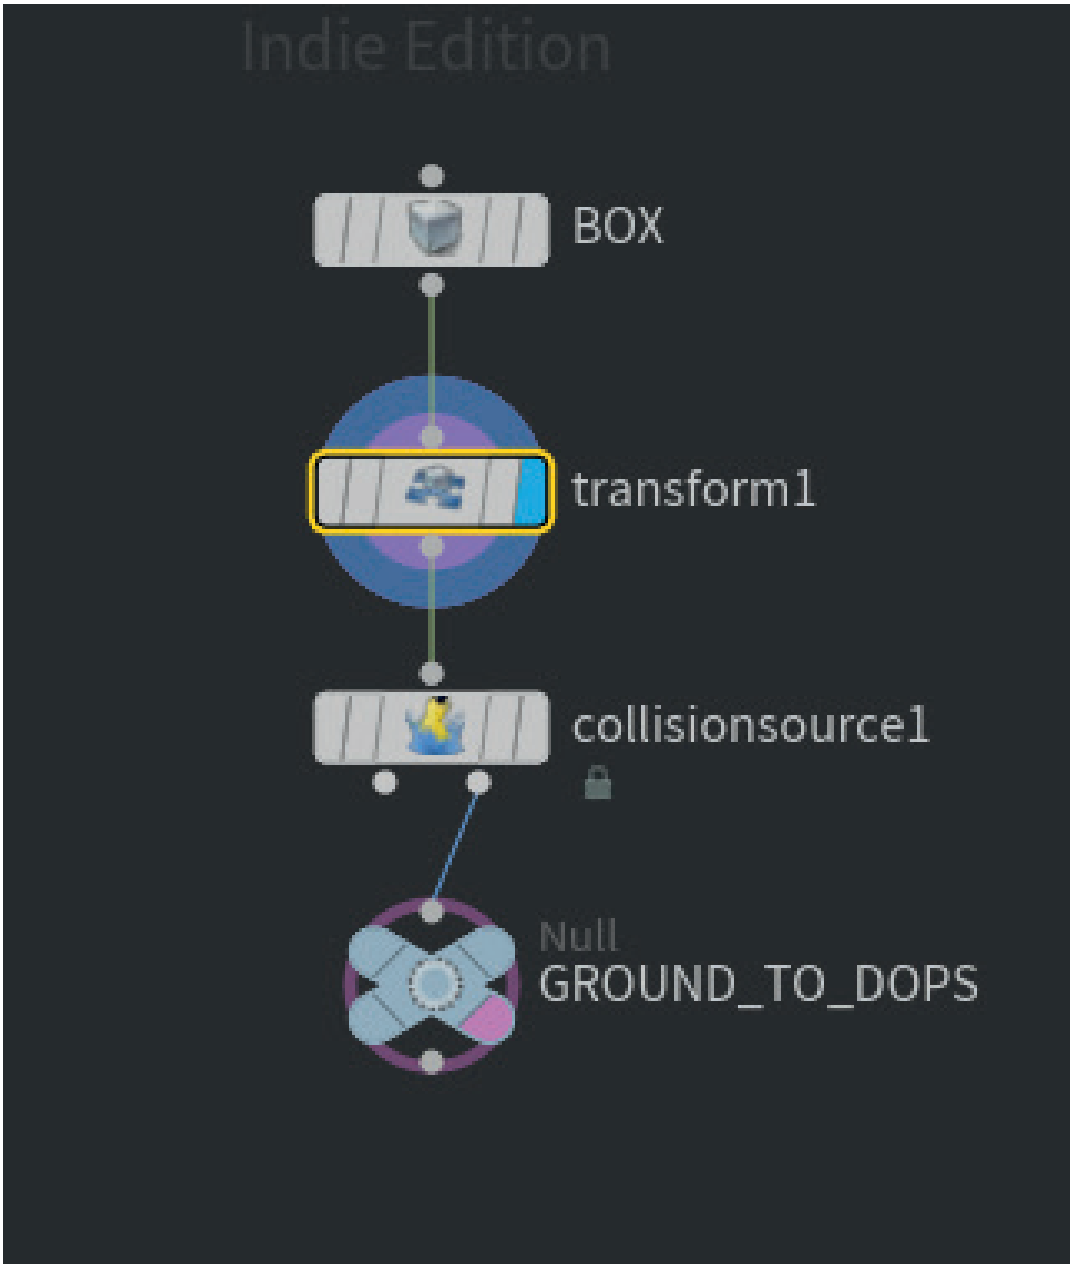 Indie Edition
BOX
transform1
collisionsource1
Null
GROUND_TO_DOPS